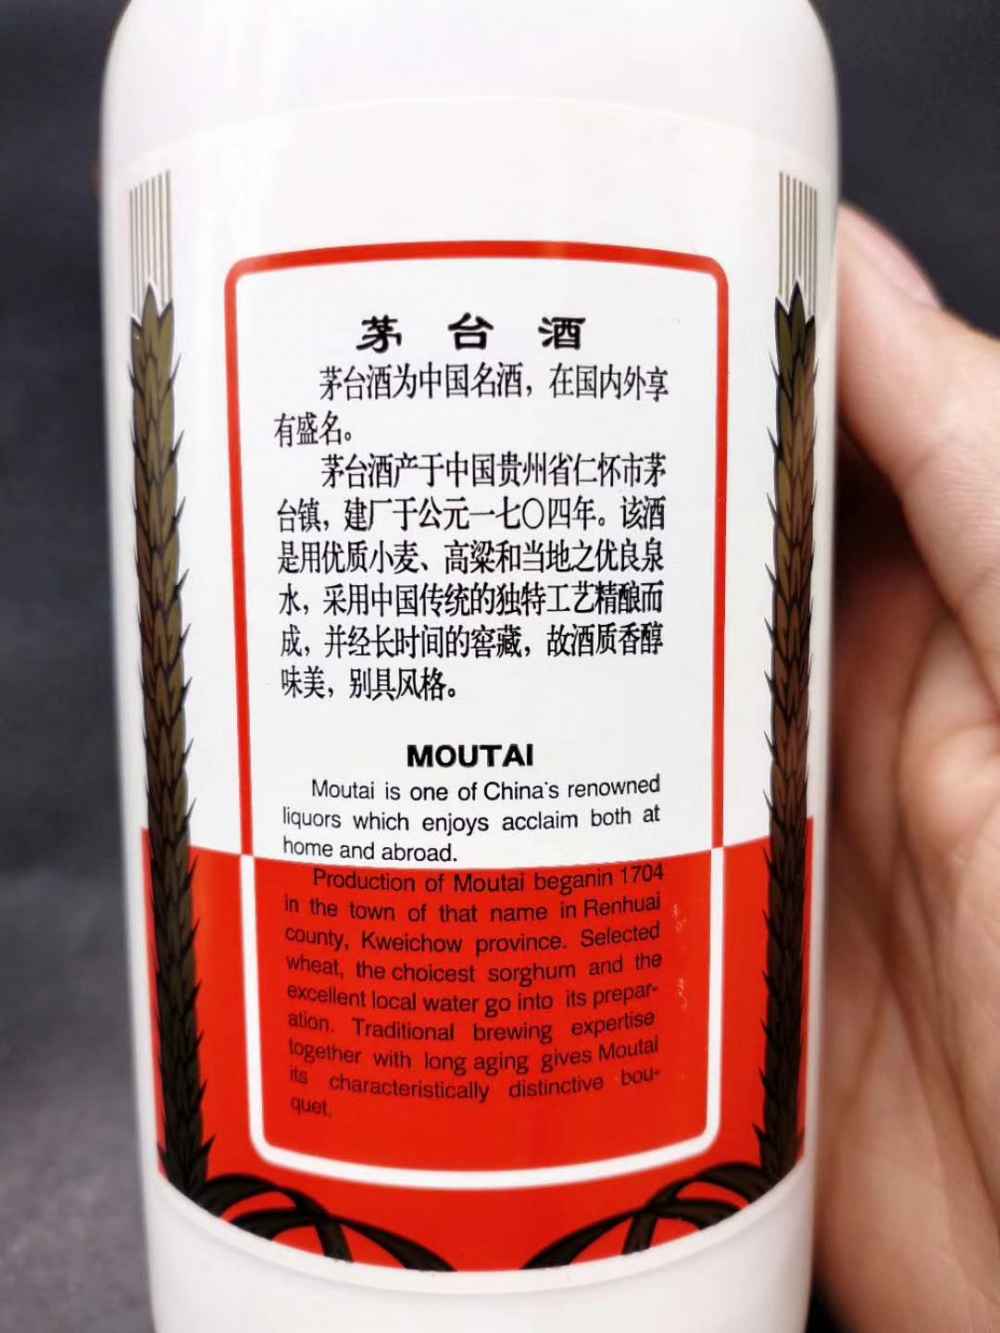 茅台酒
茅台酒为中国名酒，在国内外享
有盛名。
茅台酒产于中国贵州省仁怀市茅
台镇，建厂于公元一七〇四年。该酒
是用优质小麦、高粱和当地之优良泉
水，采用中国传统的独特工艺精酿而
成，并经长时间的窖藏，故酒质香醇
味美，别具风格。
MOUTAI
Moutai is one of China's renowned
liquors which enjoys acclaim both at
home and abroad.
Production of Moutai beganin 1704
in the town of that name in Renhuai
county, Kweichow province. Selected
wheat, the choicest sorghum and the
excellent local water go into its prepar-
ation. Traditional brewing expertise
together with long aging gives Moutai
its characteristically distinctive bou-
quet.